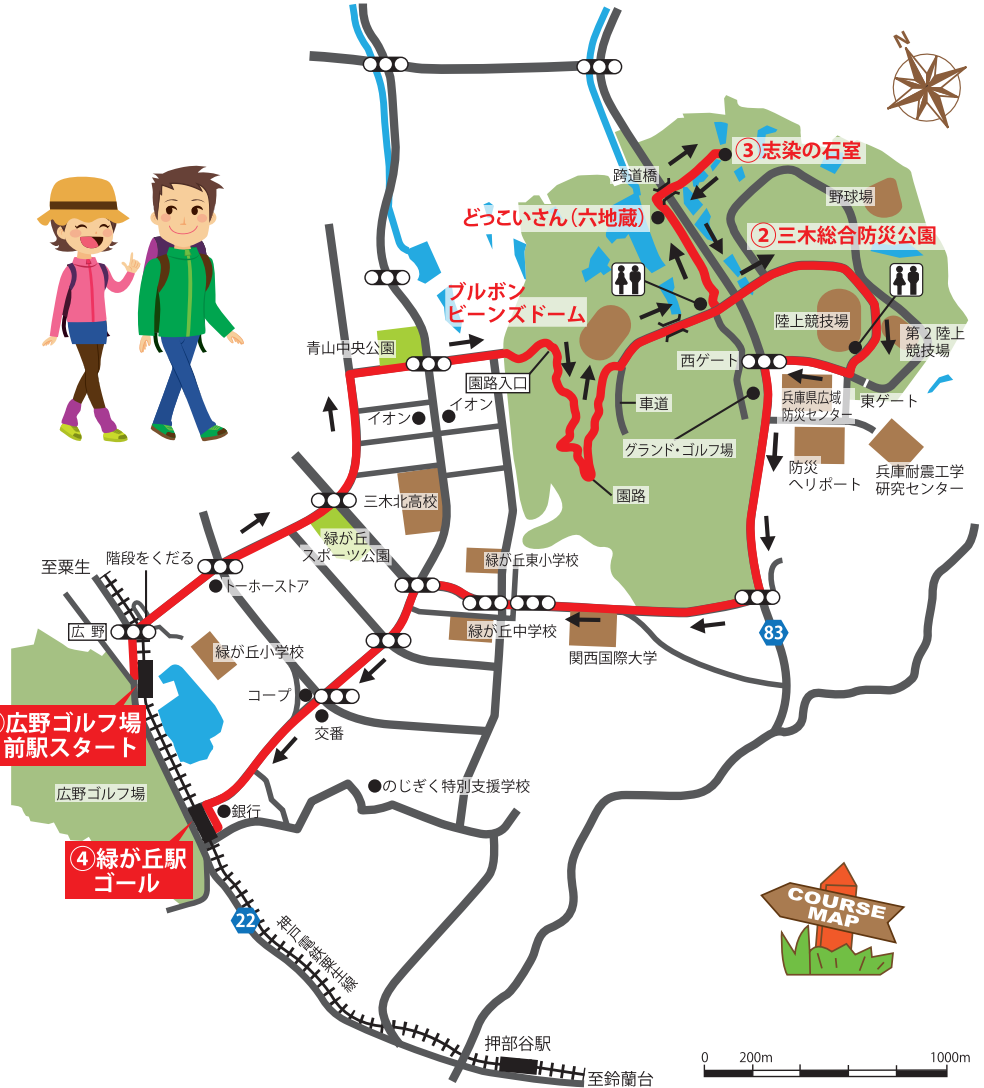 N
③志染の石室
跨道橋
野球場
どっこいさん(六地蔵)
②三木総合防災公園
ブルボン
ビーンズドーム
陸上競技場
第2陸上
競技場
青山中央公園
西ゲート
園路入口
兵庫県広域
防災センター
東ゲート
イオン
イオン
車道
グランド・ゴルフ場
防災
ヘリポート
兵庫耐震工学
研究センター
園路
三木北高校
緑が丘
スポーツ公園
階段をくだる
至粟生
トーホーストア
緑が丘東小学校
広野
緑が丘中学校
83
関西国際大学
緑が丘小学校
コープ
交番
広野ゴルフ場
前駅スタート
のじぎく特別支援学校
広野ゴルフ場
銀行
④緑が丘駅
ゴール
COURSE
MAP
22
神戸電鉄粟生線
押部谷駅
至鈴蘭台
0 200m 1000m